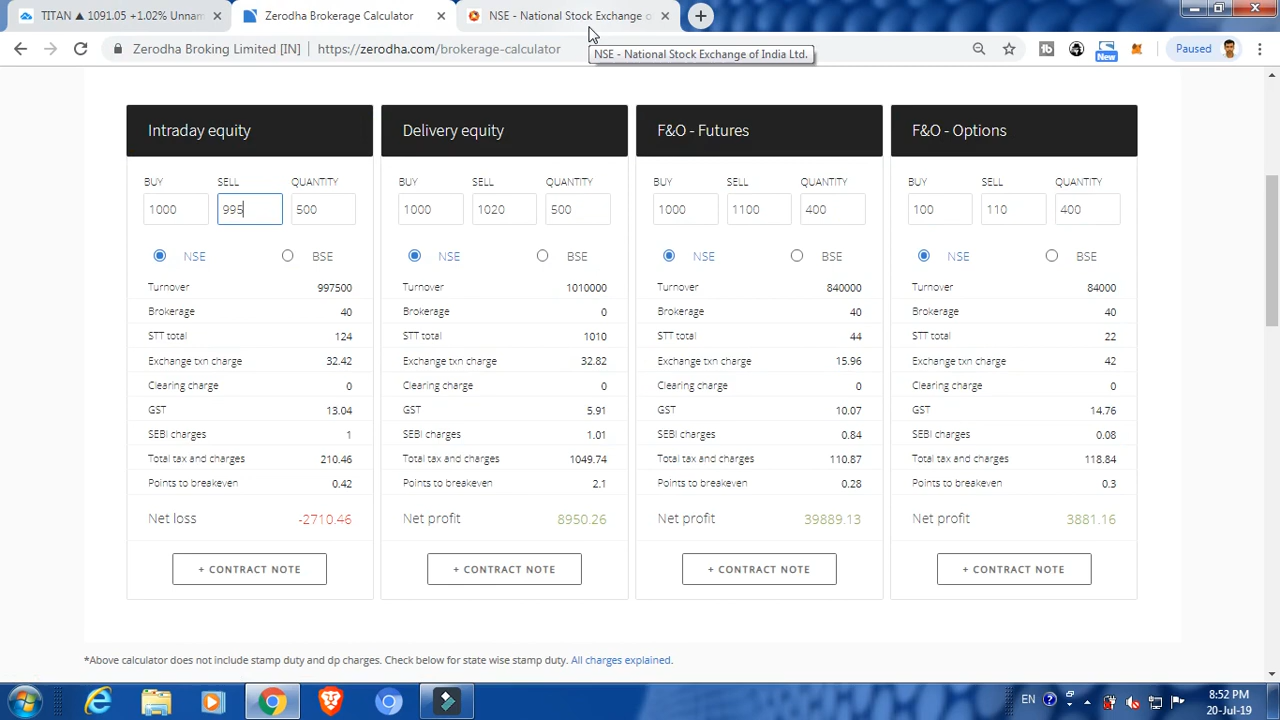 TITAN ▲ 1091.05 +1.02% Unnam
Zerodha Brokerage Calculator
NSE - National Stock Exchange o
Zerodha Broking Limited [IN] | https://zerodha.com/brokerage-calculator
NSE - National Stock Exchange of India Ltd.
New
Paused
Intraday equity Delivery equity F&O - Futures F&O - Options
BUY SELL QUANTITY BUY SELL QUANTITY BUY SELL QUANTITY BUY SELL QUANTITY
1000 995 500 1000 1020 500 1000 1100 400 100 110 400
NSE BSE NSE BSE NSE BSE NSE BSE
Turnover 997500 Turnover 1010000 Turnover 840000 Turnover 84000
Brokerage 40 Brokerage 0 Brokerage 40 Brokerage 40
STT total 124 STT total 1010 STT total 44 STT total 22
Exchange txn charge 32.42 Exchange txn charge 32.82 Exchange txn charge 15.96 Exchange txn charge 42
Clearing charge 0 Clearing charge 0 Clearing charge 0 Clearing charge 0
GST 13.04 GST 5.91 GST 10.07 GST 14.76
SEBI charges 1 SEBI charges 1.01 SEBI charges 0.84 SEBI charges 0.08
Total tax and charges 210.46 Total tax and charges 1049.74 Total tax and charges 110.87 Total tax and charges 118.84
Points to breakeven 0.42 Points to breakeven 2.1 Points to breakeven 0.28 Points to breakeven 0.3
Net loss -2710.46 Net profit 8950.26 Net profit 39889.13 Net profit 3881.16
+ CONTRACT NOTE + CONTRACT NOTE + CONTRACT NOTE + CONTRACT NOTE
*Above calculator does not include stamp duty and dp charges. Check below for state wise stamp duty. All charges explained.
EN 8:52 PM
20-Jul-19